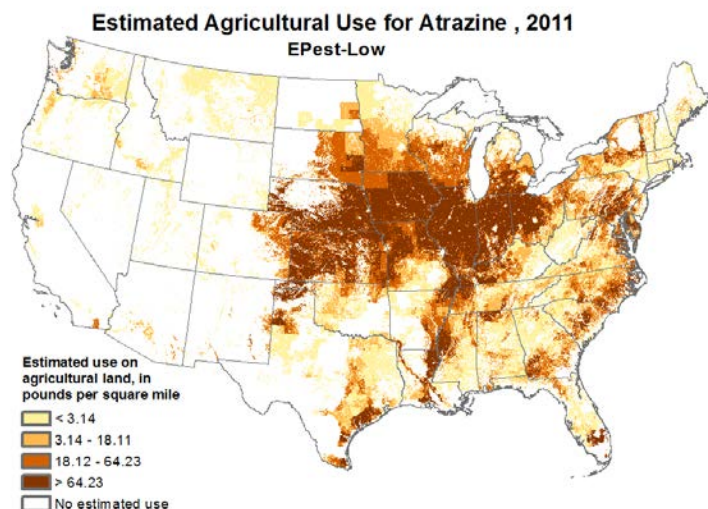 Estimated Agricultural Use for Atrazine , 2011
EPest-Low
Estimated use on
agricultural land, in
pounds per square mile
< 3.14
3.14 - 18.11
18.12 - 64.23
> 64.23
No estimated use